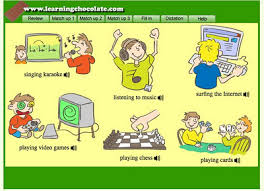 www.learningchocolate.com
Review Match up 1 Match up 2 Match up 3 Fill in Dictation Help
singing karaoke
listening to music
surfing the Internet
playing video games
playing chess
playing cards